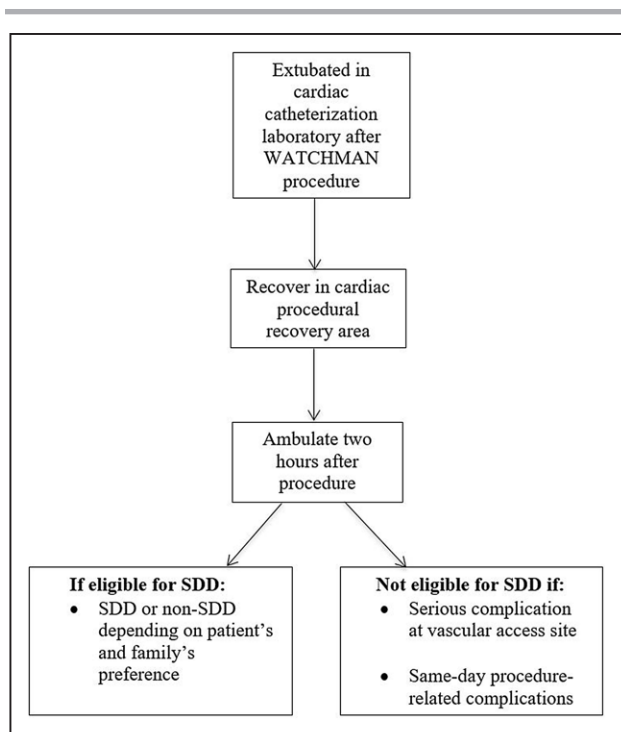 Extubated in
cardiac
catheterization
laboratory after
WATCHMAN
procedure
Recover in cardiac
procedural
recovery area
Ambulate two
hours after
procedure
If eligible for SDD:
• SDD or non-SDD
depending on patient's
and family's
preference
Not eligible for SDD if:
• Serious complication
at vascular access site
• Same-day procedure-
related complications